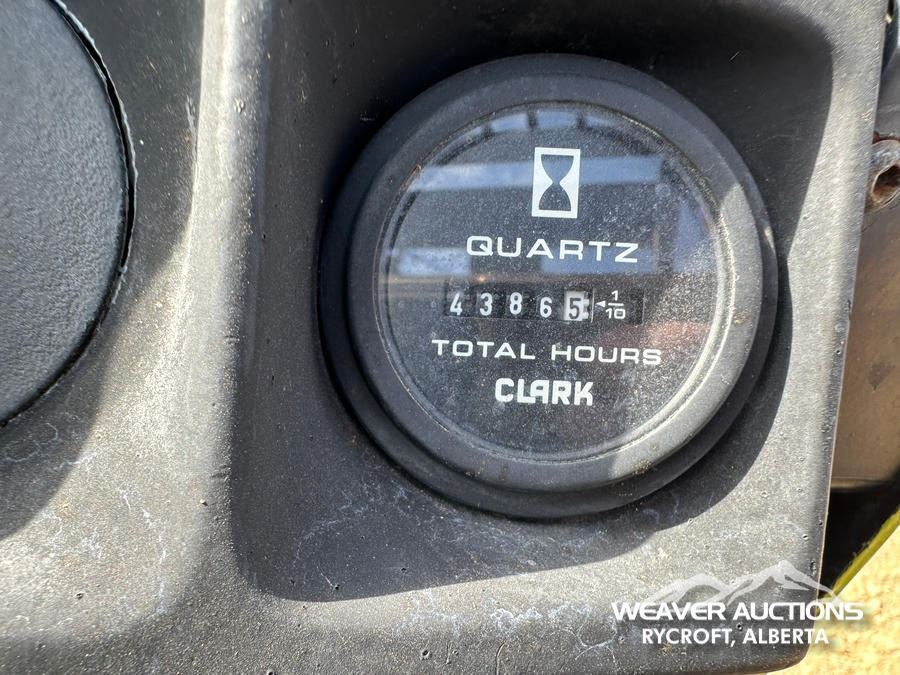 QUARTZ
43865 ◄1/10
TOTAL HOURS
CLARK
WEAVER AUCTIONS
RYCROFT, ALBERTA